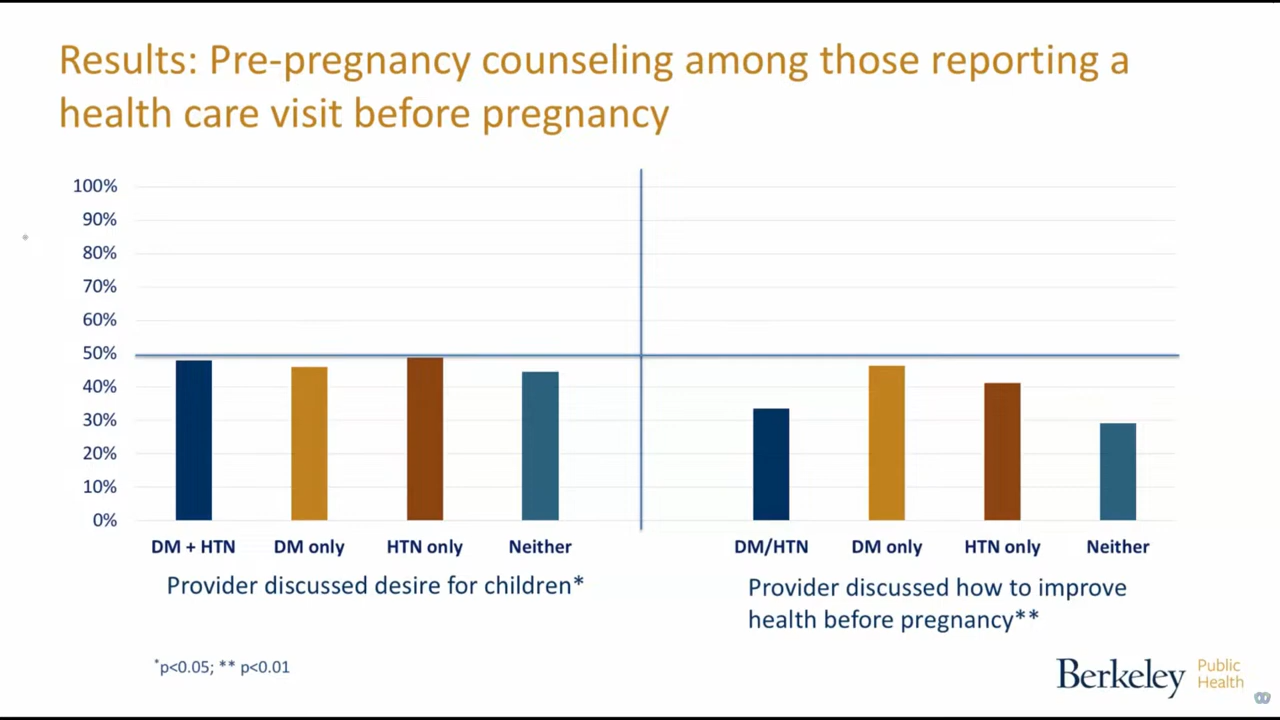 Results: Pre-pregnancy counseling among those reporting a
health care visit before pregnancy
100%
90%
80%
70%
60%
50%
40%
30%
20%
10%
0%
DM + HTN DM only HTN only Neither
DM/HTN DM only HTN only Neither
Provider discussed desire for children*
Provider discussed how to improve
health before pregnancy**
*p<0.05; ** p<0.01
Berkeley Public
Health